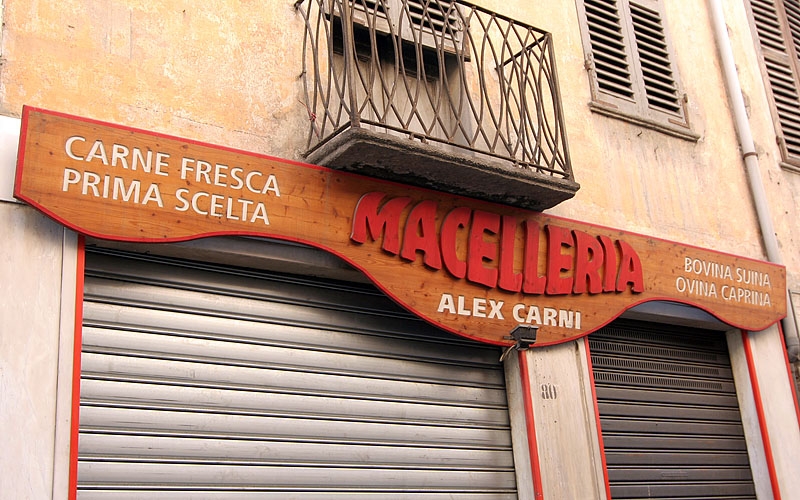 CARNE FRESCA
PRIMA SCELTA
MACELLERIA
ALEX CARNI
BOVINA SUINA
OVINA CAPRINA
80